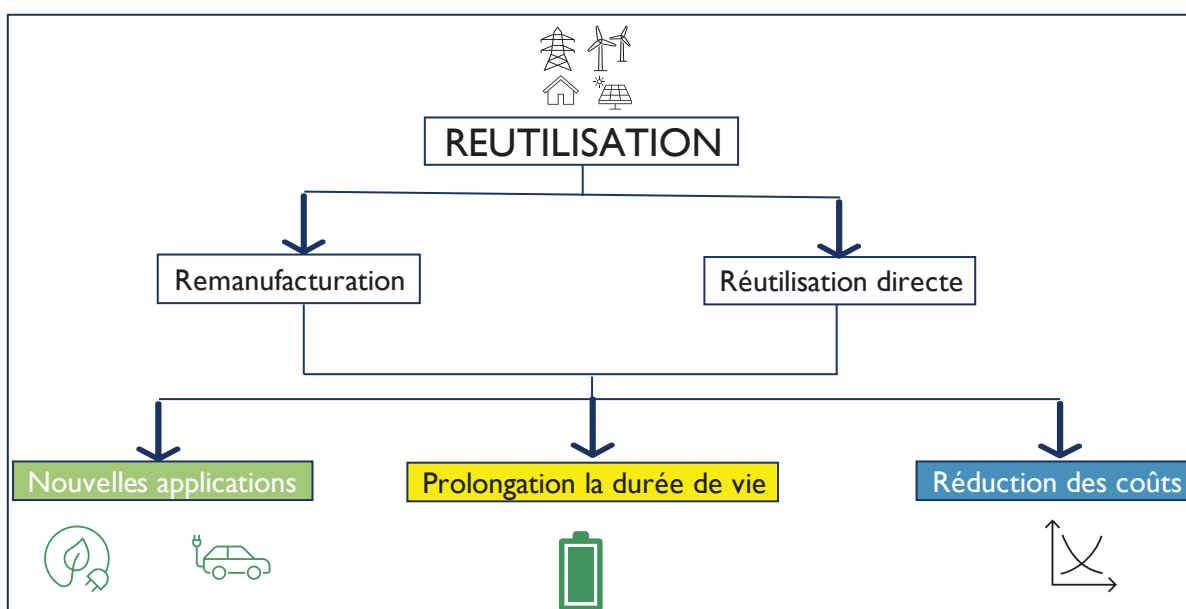 REUTILISATION
Remanufacturation
Réutilisation directe
Nouvelles applications
Prolongation la durée de vie
Réduction des coûts